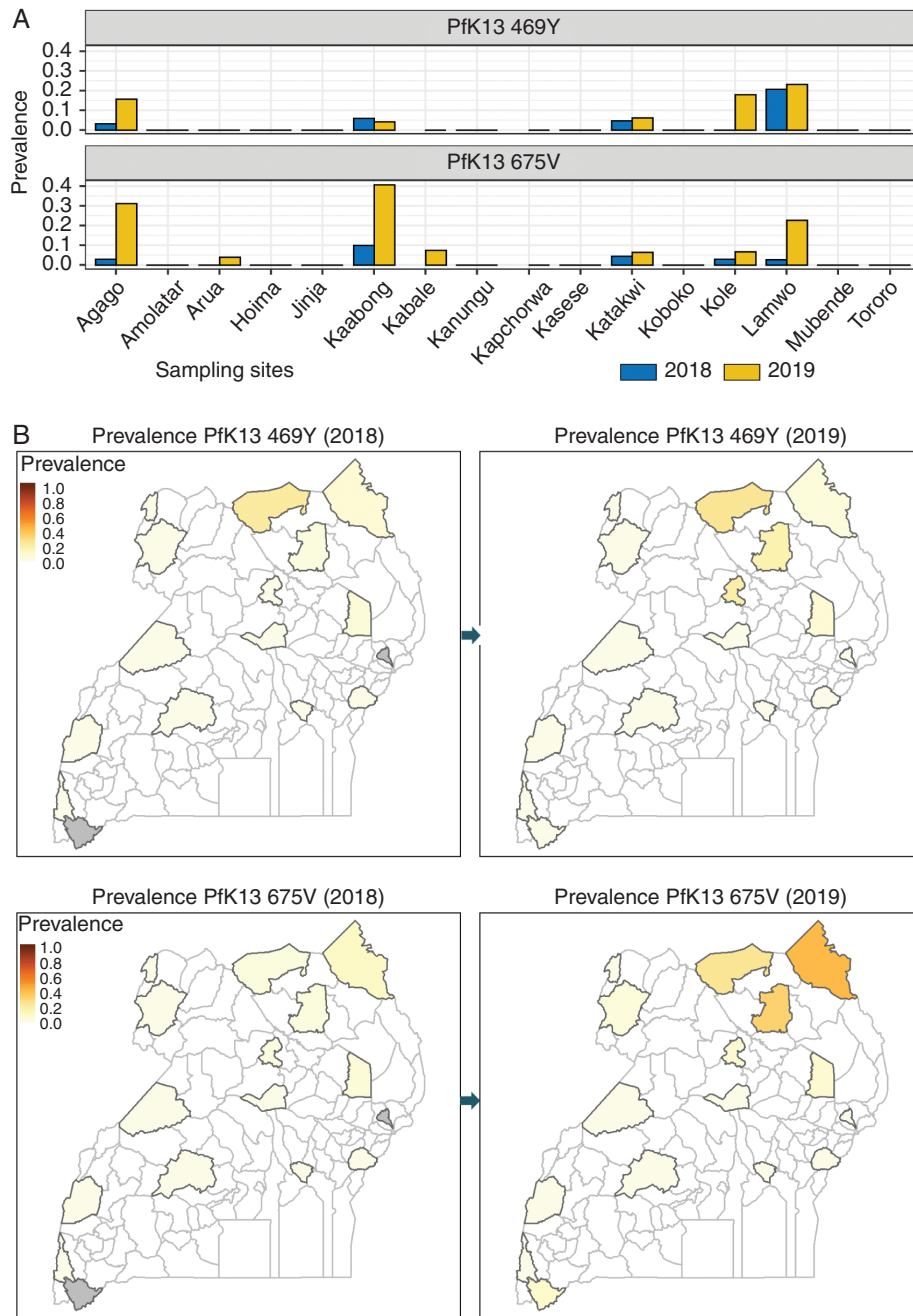 A
PfK13 469Y
0.4
0.3
0.2
0.1
0.0
Prevalence
PfK13 675V
0.4
0.3
0.2
0.1
0.0
Agago
Amolatar
Arua
Hoima
Jinja
Kaabong
Kabale
Kanungu
Kapchorwa
Kasese
Katakwi
Koboko
Kole
Lamwo
Mubende
Tororo
Sampling sites
2018
2019
B
Prevalence PfK13 469Y (2018)
Prevalence PfK13 469Y (2019)
Prevalence
1.0
0.8
0.6
0.4
0.2
0.0
Prevalence PfK13 675V (2018)
Prevalence PfK13 675V (2019)
Prevalence
1.0
0.8
0.6
0.4
0.2
0.0